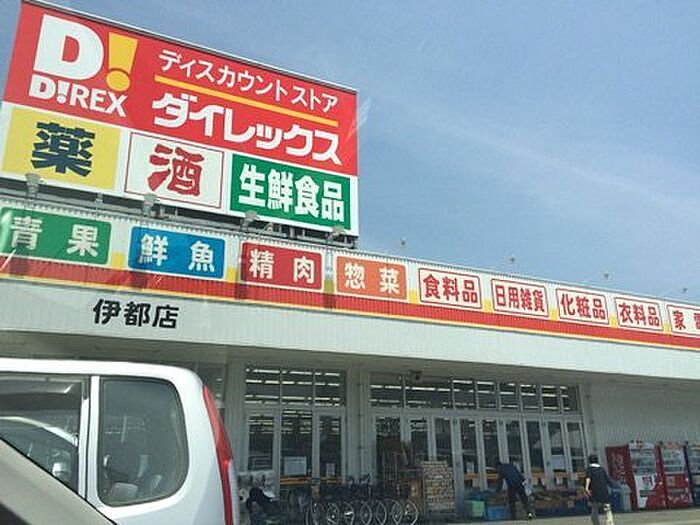 D!
D!REX
ディスカウントストア
ダイレックス
薬
酒
生鮮食品
青果
鮮魚
精肉
惣菜
食料品
日用雑貨
化粧品
衣料品
家
伊都店